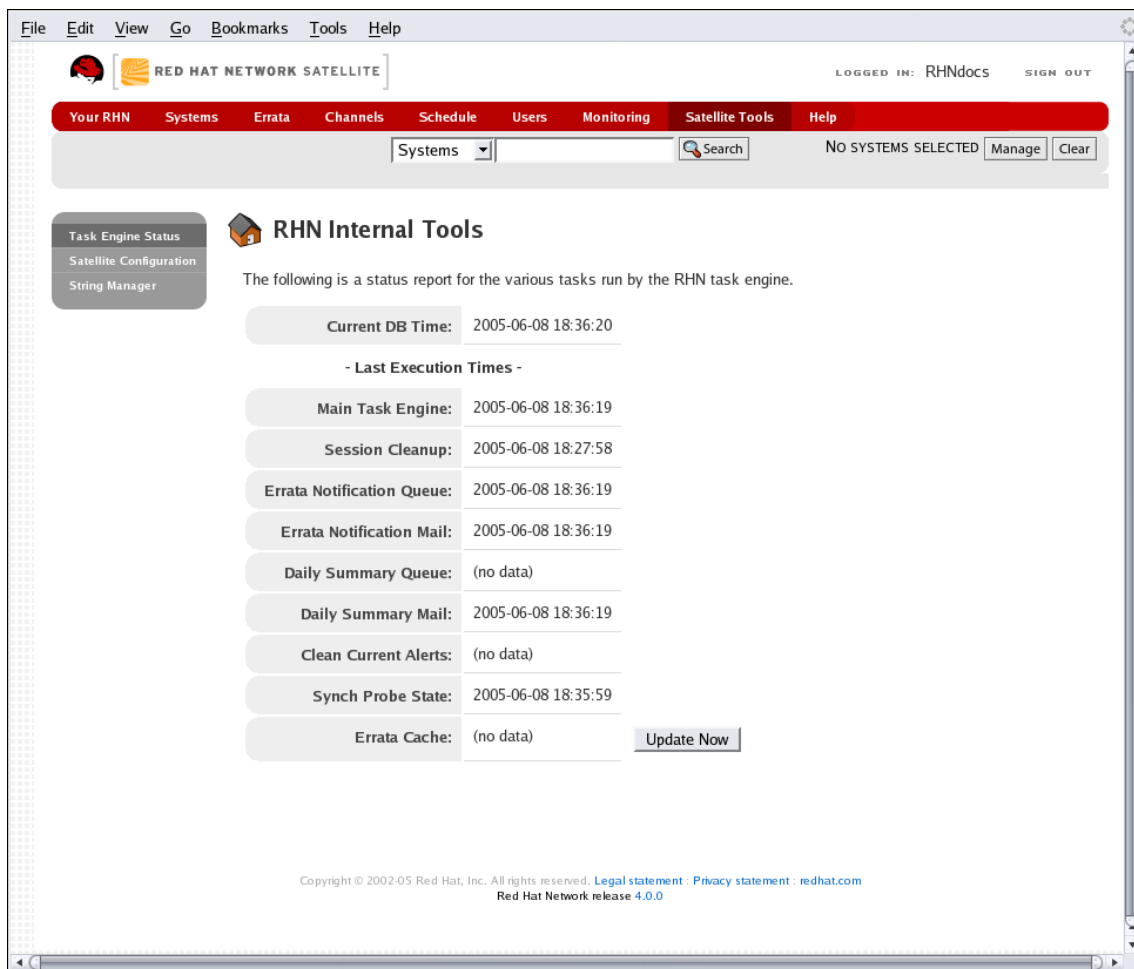 File Edit View Go Bookmarks Tools Help
RED HAT NETWORK SATELLITE
LOGGED IN: RHNdocs SIGN OUT
Your RHN Systems Errata Channels Schedule Users Monitoring Satellite Tools Help
Systems Search NO SYSTEMS SELECTED Manage Clear
Task Engine Status
Satellite Configuration
String Manager
RHN Internal Tools
The following is a status report for the various tasks run by the RHN task engine.
Current DB Time: 2005-06-08 18:36:20
- Last Execution Times -
Main Task Engine: 2005-06-08 18:36:19
Session Cleanup: 2005-06-08 18:27:58
Errata Notification Queue: 2005-06-08 18:36:19
Errata Notification Mail: 2005-06-08 18:36:19
Daily Summary Queue: (no data)
Daily Summary Mail: 2005-06-08 18:36:19
Clean Current Alerts: (no data)
Synch Probe State: 2005-06-08 18:35:59
Errata Cache: (no data) Update Now
Copyright © 2002-05 Red Hat, Inc. All rights reserved. Legal statement : Privacy statement : redhat.com
Red Hat Network release 4.0.0